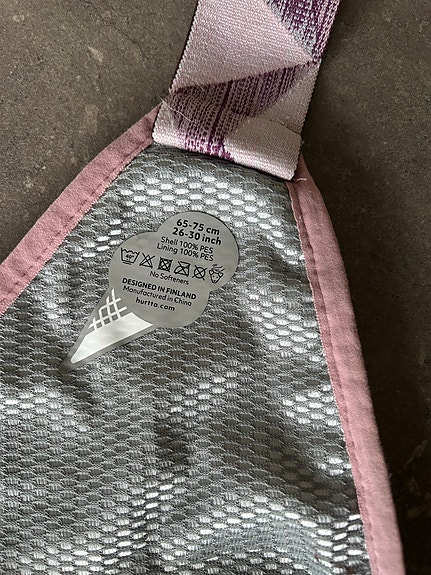 65-75 cm
26-30 inch
Shell 100% PES
Lining 100% PES
No Softeners
DESIGNED IN FINLAND
Manufactured in China
hurtta.com